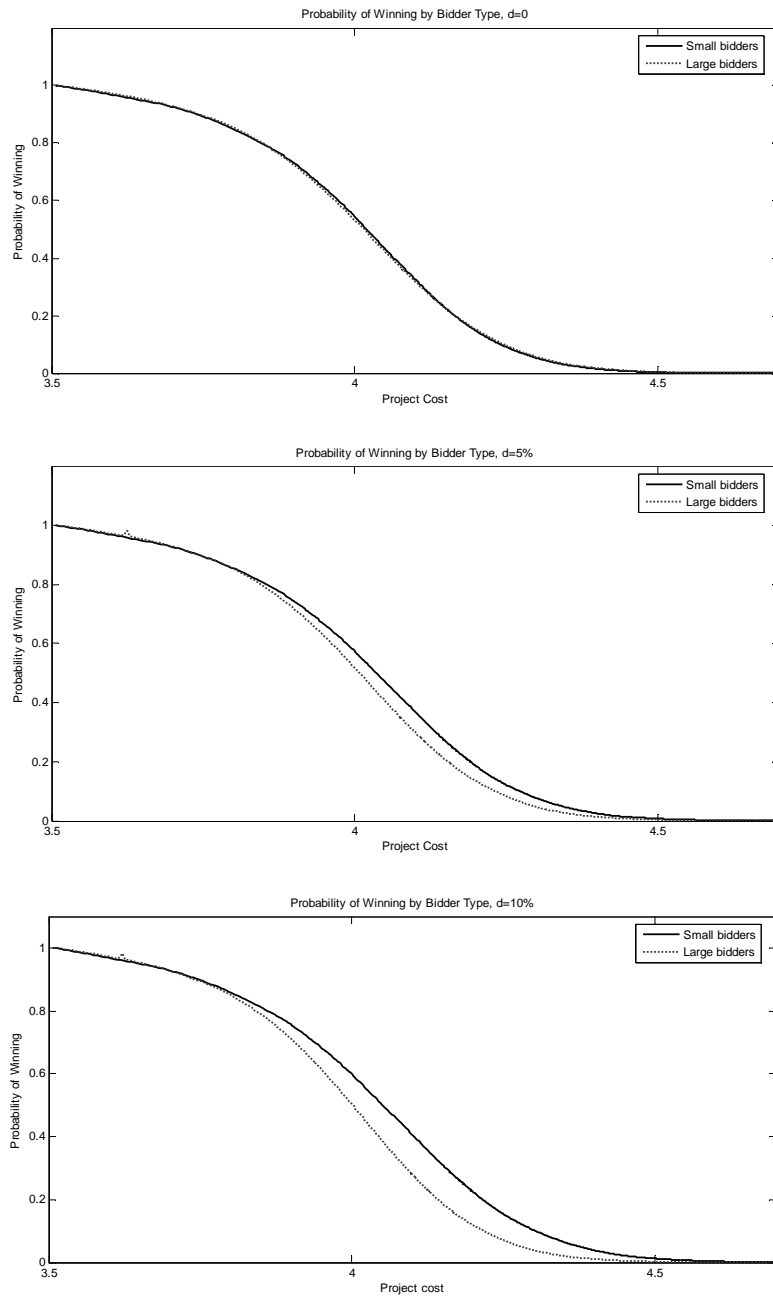 Probability of Winning by Bidder Type, d=0
Small bidders
Large bidders
1
0.8
0.6
0.4
0.2
0
Probability of Winning
3.5
4
4.5
Project Cost
Probability of Winning by Bidder Type, d=5%
Small bidders
Large bidders
1
0.8
0.6
0.4
0.2
0
Probability of Winning
3.5
4
4.5
Project Cost
Probability of Winning by Bidder Type, d=10%
Small bidders
Large bidders
1
0.8
0.6
0.4
0.2
0
Probability of Winning
3.5
4
4.5
Project cost